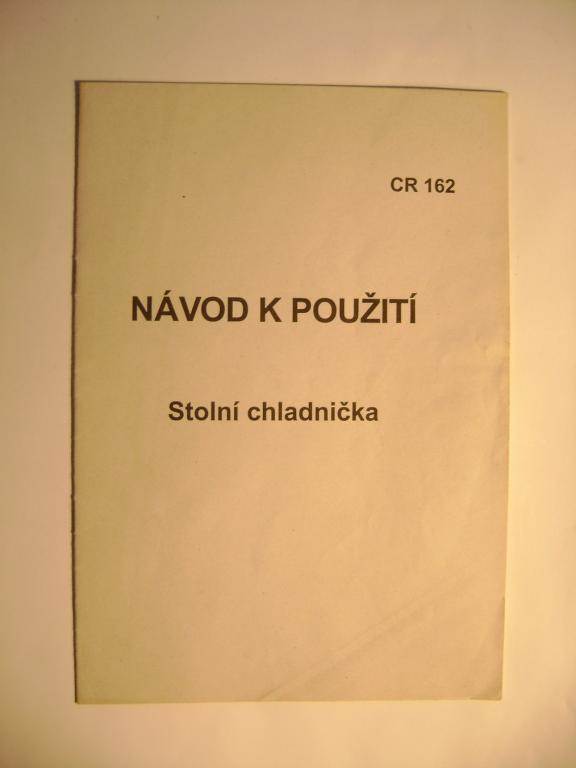 CR 162
NÁVOD K POUŽITÍ
Stolní chladnička